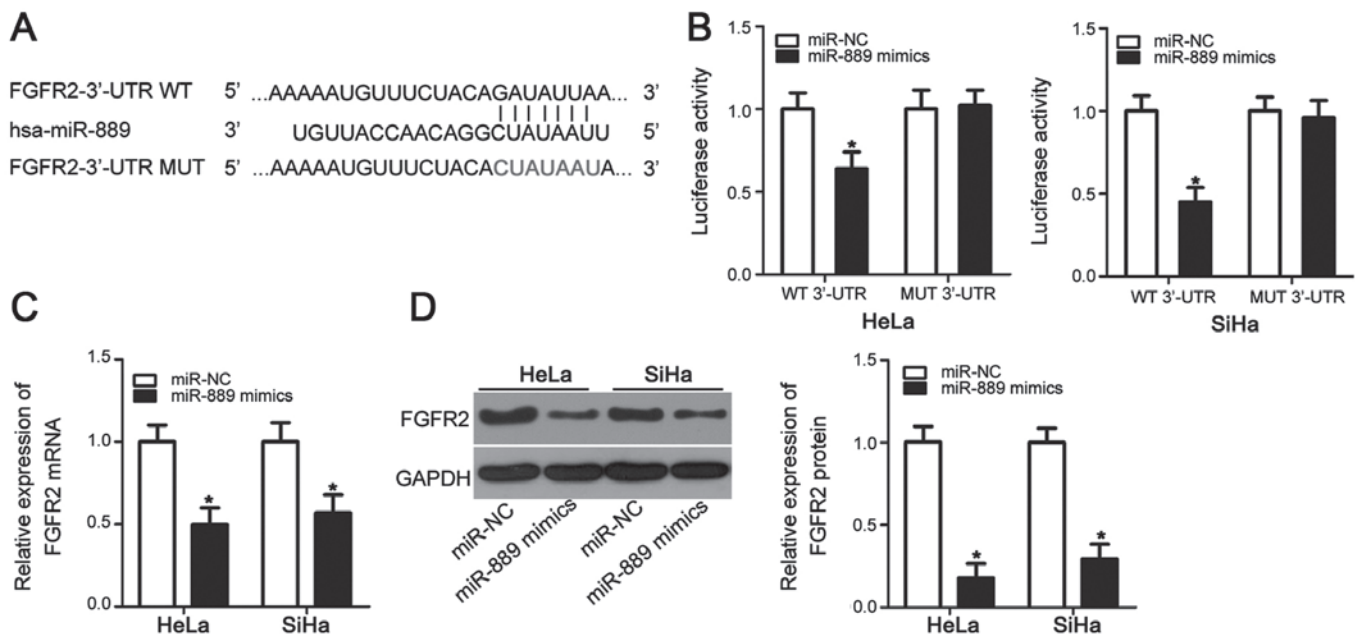 A
FGFR2-3'-UTR WT 5' ...AAAAAUGUUUCUACAGAUAUUAA... 3'
hsa-miR-889 3' UGUUACCAACAGGCUAUAAUU 5'
FGFR2-3'-UTR MUT 5' ...AAAAAUGUUUCUACACUAUAAUA... 3'
B
miR-NC
miR-889 mimics
Luciferase activity
1.5
1.0
0.5
0.0
*
WT 3'-UTR MUT 3'-UTR
HeLa
miR-NC
miR-889 mimics
Luciferase activity
1.5
1.0
0.5
0.0
*
WT 3'-UTR MUT 3'-UTR
SiHa
C
miR-NC
miR-889 mimics
Relative expression of
FGFR2 mRNA
1.5
1.0
0.5
0.0
* *
HeLa SiHa
D
HeLa SiHa
FGFR2
GAPDH
miR-NC
miR-889 mimics
miR-NC
miR-889 mimics
miR-NC
miR-889 mimics
Relative expression of
FGFR2 protein
1.5
1.0
0.5
0.0
* *
HeLa SiHa